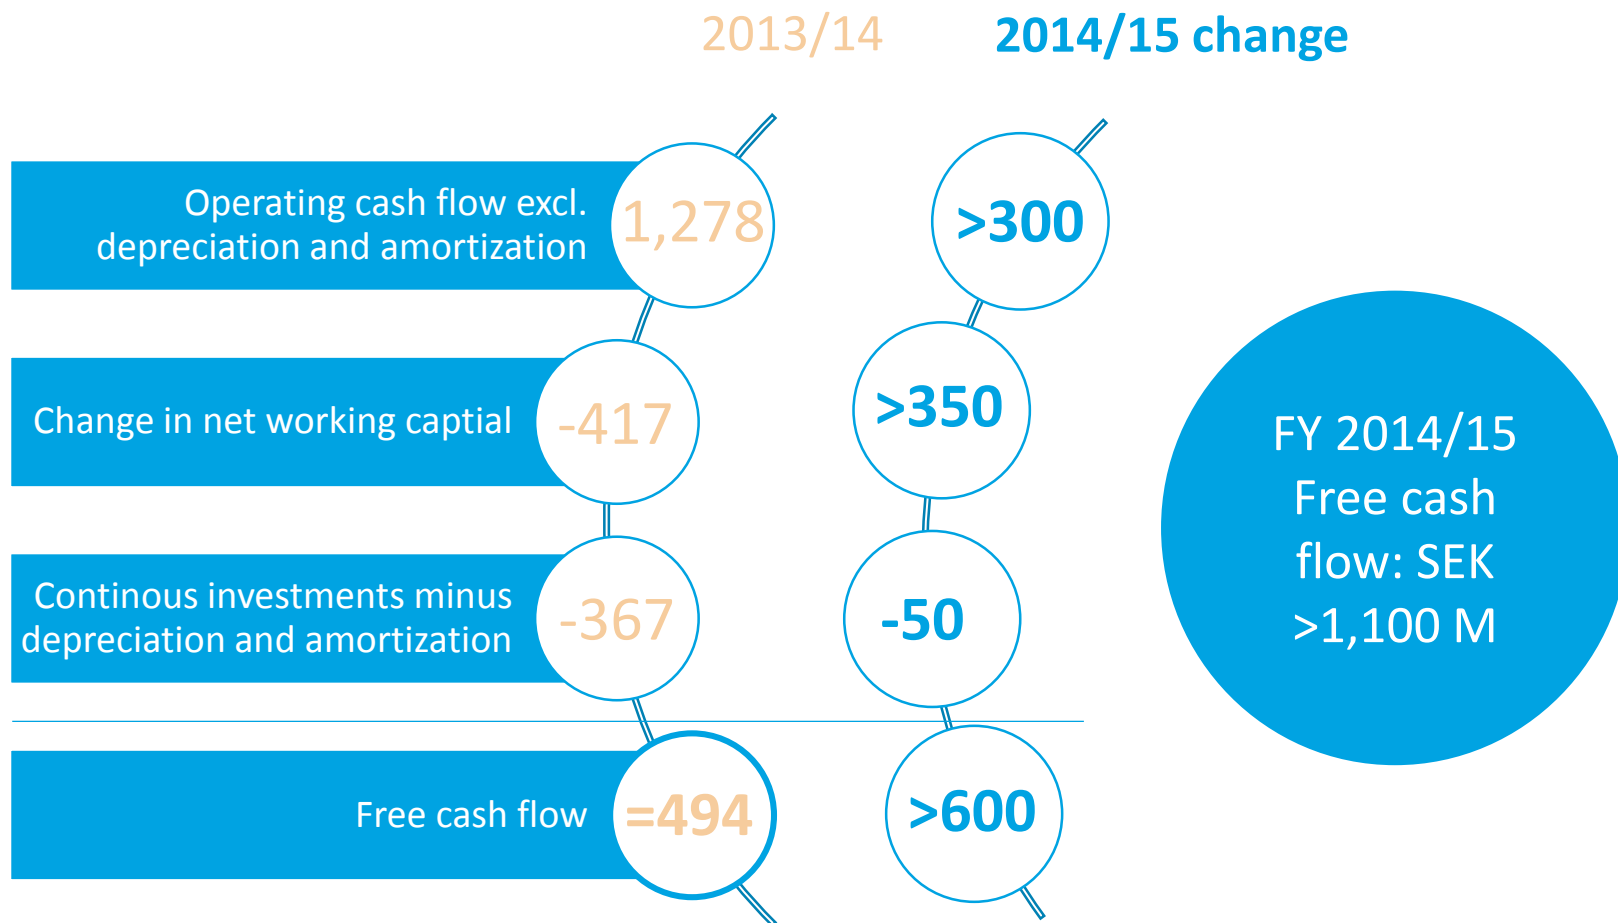 2013/14 2014/15 change
Operating cash flow excl.
depreciation and amortization
1,278
>300
Change in net working captial
-417
>350
Continous investments minus
depreciation and amortization
-367
-50
Free cash flow
=494
>600
FY 2014/15
Free cash
flow: SEK
>1,100 M